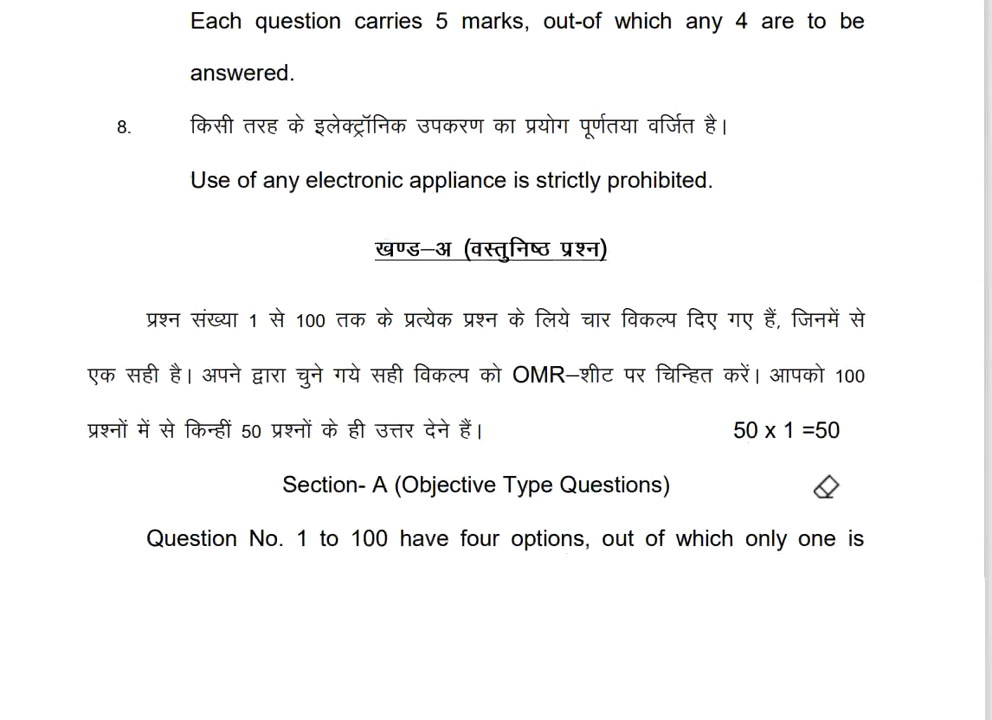 Each question carries 5 marks, out-of which any 4 are to be
answered.
8. किसी तरह के इलेक्ट्रॉनिक उपकरण का प्रयोग पूर्णतया वर्जित है।
Use of any electronic appliance is strictly prohibited.
खण्ड–अ (वस्तुनिष्ठ प्रश्न)
प्रश्न संख्या 1 से 100 तक के प्रत्येक प्रश्न के लिये चार विकल्प दिए गए हैं, जिनमें से
एक सही है। अपने द्वारा चुने गये सही विकल्प को OMR–शीट पर चिन्हित करें। आपको 100
प्रश्नों में से किन्हीं 50 प्रश्नों के ही उत्तर देने हैं। 50 x 1 =50
Section- A (Objective Type Questions)
Question No. 1 to 100 have four options, out of which only one is